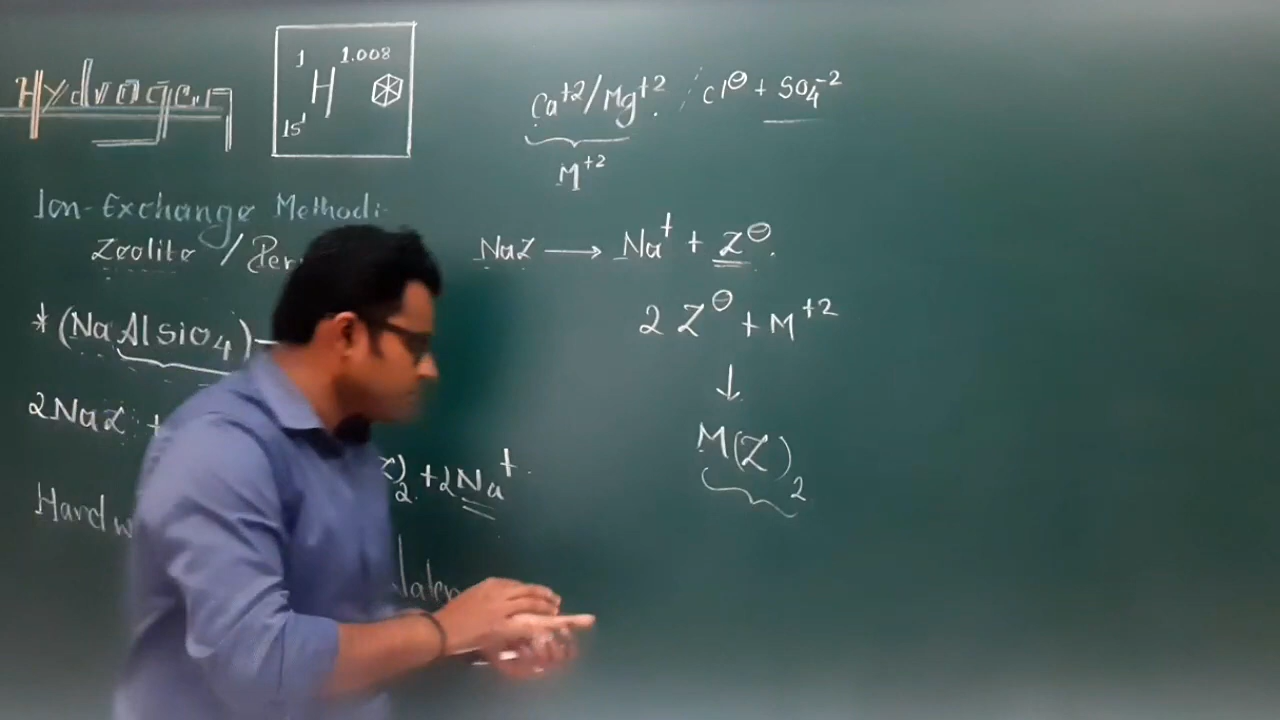 Hydrogen
1 1.008
H
1s¹
Ca+2/Mg+2 Cl⊖ + SO4-2
M+2
Ion-Exchange Method:-
Zeolite /
NaZ → Na+ + Z⊖.
* (NaAlSiO4)
2 Z⊖ + M+2
↓
2NaZ +
M(Z)2
)2 + 2Na+
Hard